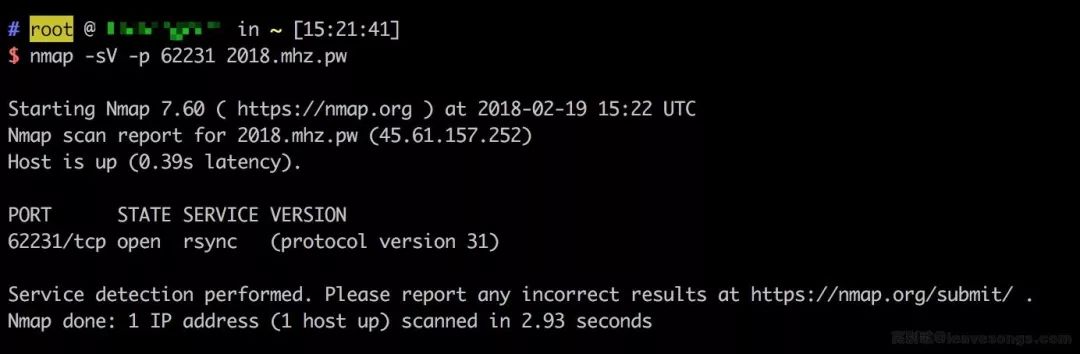 # root @ in ~ [15:21:41]
$ nmap -sV -p 62231 2018.mhz.pw
Starting Nmap 7.60 ( https://nmap.org ) at 2018-02-19 15:22 UTC
Nmap scan report for 2018.mhz.pw (45.61.157.252)
Host is up (0.39s latency).
PORT STATE SERVICE VERSION
62231/tcp open rsync (protocol version 31)
Service detection performed. Please report any incorrect results at https://nmap.org/submit/ .
Nmap done: 1 IP address (1 host up) scanned in 2.93 seconds